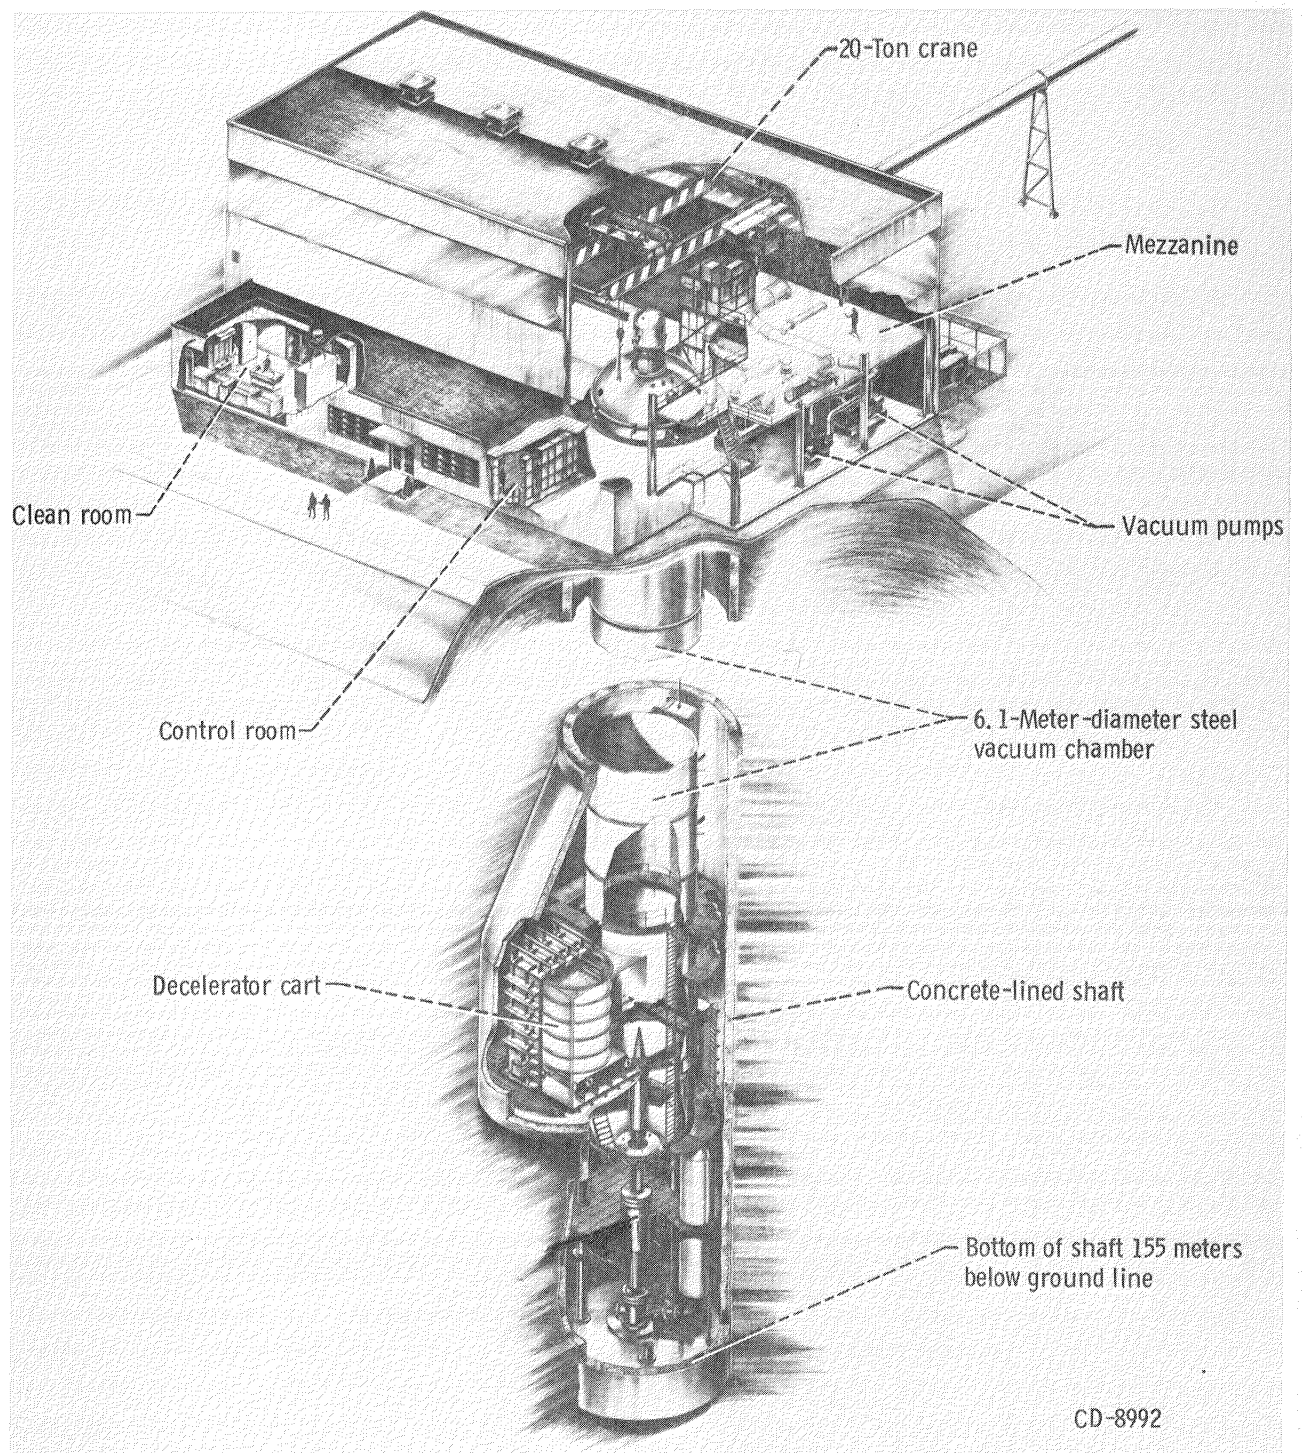 20-Ton crane
Mezzanine
Clean room
Vacuum pumps
Control room
6.1-Meter-diameter steel
vacuum chamber
Decelerator cart
Concrete-lined shaft
Bottom of shaft 155 meters
below ground line
CD-8992